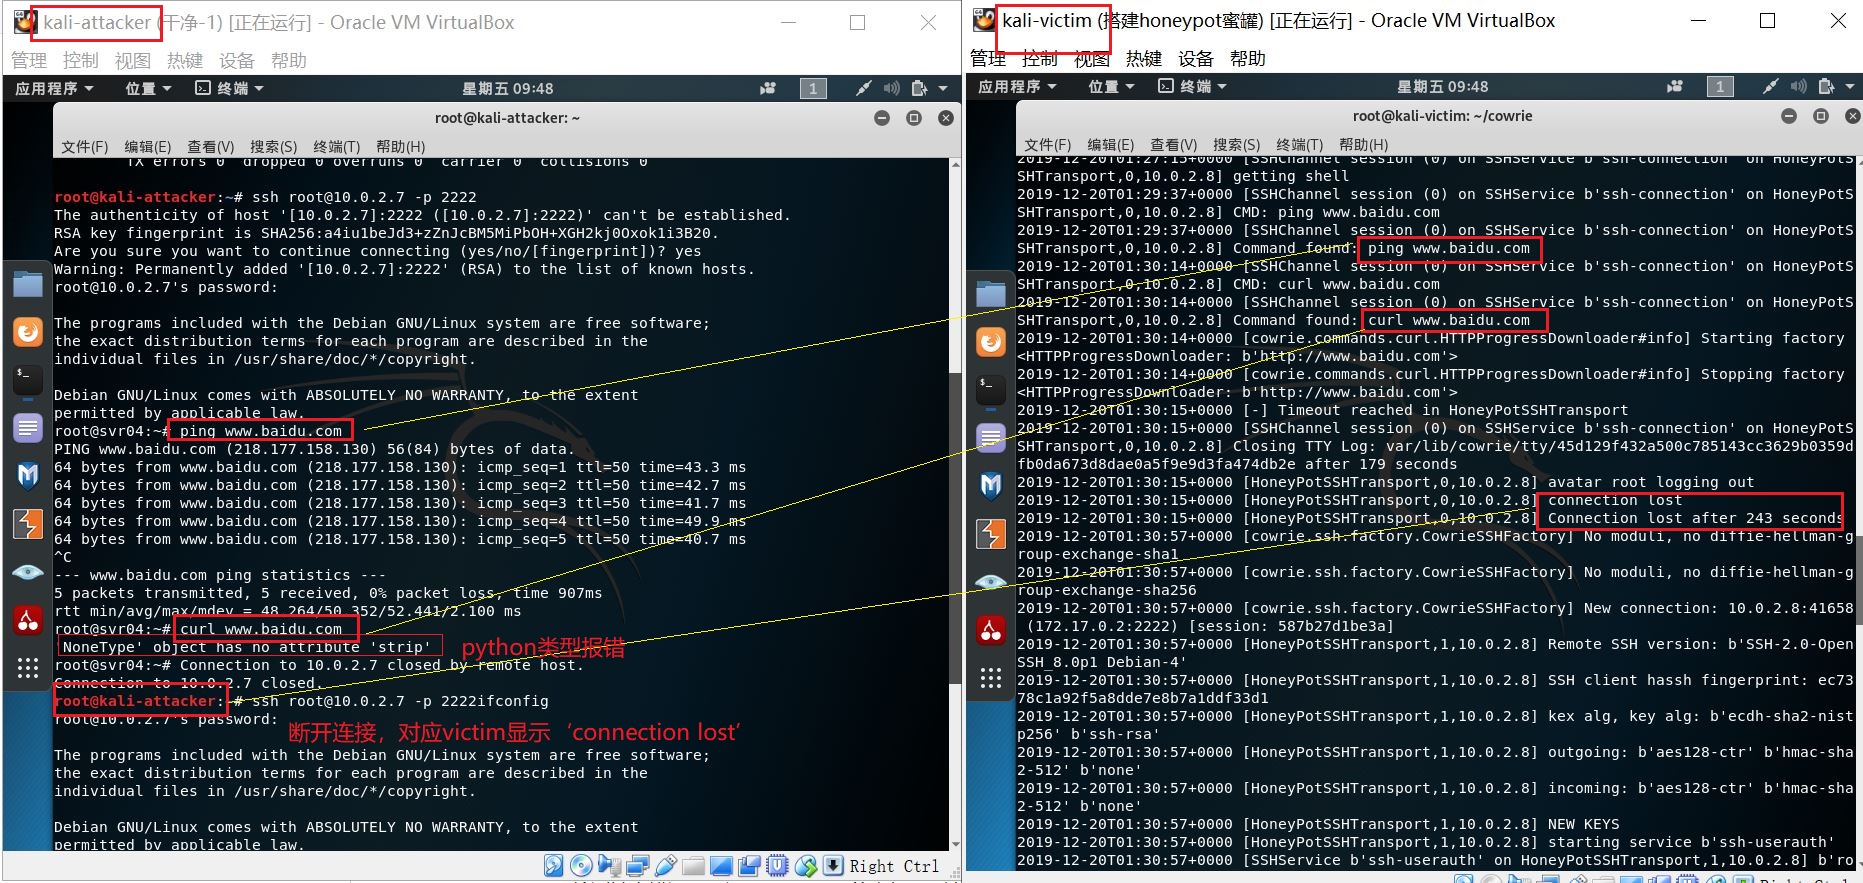 kali-attacker (干净-1) [正在运行] - Oracle VM VirtualBox
管理 控制 视图 热键 设备 帮助
应用程序 位置 终端 星期五 09:48 1
root@kali-attacker: ~
文件(F) 编辑(E) 查看(V) 搜索(S) 终端(T) 帮助(H)
TX errors 0 dropped 0 overruns 0 carrier 0 collisions 0
root@kali-attacker:~# ssh root@10.0.2.7 -p 2222
The authenticity of host '[10.0.2.7]:2222 ([10.0.2.7]:2222)' can't be established.
RSA key fingerprint is SHA256:a4iu1beJd3+zZnJcBM5MiPbOH+XGH2kj0Oxok1i3B20.
Are you sure you want to continue connecting (yes/no/[fingerprint])? yes
Warning: Permanently added '[10.0.2.7]:2222' (RSA) to the list of known hosts.
root@10.0.2.7's password:
The programs included with the Debian GNU/Linux system are free software;
the exact distribution terms for each program are described in the
individual files in /usr/share/doc/*/copyright.
Debian GNU/Linux comes with ABSOLUTELY NO WARRANTY, to the extent
permitted by applicable law.
root@svr04:~# ping www.baidu.com
PING www.baidu.com (218.177.158.130) 56(84) bytes of data.
64 bytes from www.baidu.com (218.177.158.130): icmp_seq=1 ttl=50 time=43.3 ms
64 bytes from www.baidu.com (218.177.158.130): icmp_seq=2 ttl=50 time=42.7 ms
64 bytes from www.baidu.com (218.177.158.130): icmp_seq=3 ttl=50 time=41.7 ms
64 bytes from www.baidu.com (218.177.158.130): icmp_seq=4 ttl=50 time=49.9 ms
64 bytes from www.baidu.com (218.177.158.130): icmp_seq=5 ttl=50 time=40.7 ms
^C
--- www.baidu.com ping statistics ---
5 packets transmitted, 5 received, 0% packet loss, time 907ms
rtt min/avg/max/mdev = 48.264/50.352/52.441/2.100 ms
root@svr04:~# curl www.baidu.com
'NoneType' object has no attribute 'strip'
python类型报错
root@svr04:~# Connection to 10.0.2.7 closed by remote host.
Connection to 10.0.2.7 closed.
root@kali-attacker:~# ssh root@10.0.2.7 -p 2222ifconfig
root@10.0.2.7's password:
断开连接，对应victim显示‘connection lost’
The programs included with the Debian GNU/Linux system are free software;
the exact distribution terms for each program are described in the
individual files in /usr/share/doc/*/copyright.
Debian GNU/Linux comes with ABSOLUTELY NO WARRANTY, to the extent
permitted by applicable law.
Right Ctrl
kali-victim (搭建honeypot蜜罐) [正在运行] - Oracle VM VirtualBox
管理 控制 视图 热键 设备 帮助
应用程序 位置 终端 星期五 09:48 1
root@kali-victim: ~/cowrie
文件(F) 编辑(E) 查看(V) 搜索(S) 终端(T) 帮助(H)
2019-12-20T01:27:15+0000 [SSHChannel session (0) on SSHService b'ssh-connection' on HoneyPotS
SHTransport,0,10.0.2.8] getting shell
2019-12-20T01:29:37+0000 [SSHChannel session (0) on SSHService b'ssh-connection' on HoneyPotS
SHTransport,0,10.0.2.8] CMD: ping www.baidu.com
2019-12-20T01:29:37+0000 [SSHChannel session (0) on SSHService b'ssh-connection' on HoneyPotS
SHTransport,0,10.0.2.8] Command found: ping www.baidu.com
2019-12-20T01:30:14+0000 [SSHChannel session (0) on SSHService b'ssh-connection' on HoneyPotS
SHTransport,0,10.0.2.8] CMD: curl www.baidu.com
2019-12-20T01:30:14+0000 [SSHChannel session (0) on SSHService b'ssh-connection' on HoneyPotS
SHTransport,0,10.0.2.8] Command found: curl www.baidu.com
2019-12-20T01:30:14+0000 [cowrie.commands.curl.HTTPProgressDownloader#info] Starting factory
<HTTPProgressDownloader: b'http://www.baidu.com'>
2019-12-20T01:30:14+0000 [cowrie.commands.curl.HTTPProgressDownloader#info] Stopping factory
<HTTPProgressDownloader: b'http://www.baidu.com'>
2019-12-20T01:30:15+0000 [-] Timeout reached in HoneyPotSSHTransport
2019-12-20T01:30:15+0000 [SSHChannel session (0) on SSHService b'ssh-connection' on HoneyPotS
SHTransport,0,10.0.2.8] Closing TTY Log: var/lib/cowrie/tty/45d129f432a500c785143cc3629b0359d
fb0da673d8dae0a5f9e9d3fa474db2e after 179 seconds
2019-12-20T01:30:15+0000 [HoneyPotSSHTransport,0,10.0.2.8] avatar root logging out
2019-12-20T01:30:15+0000 [HoneyPotSSHTransport,0,10.0.2.8] connection lost
2019-12-20T01:30:15+0000 [HoneyPotSSHTransport,0,10.0.2.8] Connection lost after 243 seconds
2019-12-20T01:30:57+0000 [cowrie.ssh.factory.CowrieSSHFactory] No moduli, no diffie-hellman-g
roup-exchange-sha1
2019-12-20T01:30:57+0000 [cowrie.ssh.factory.CowrieSSHFactory] No moduli, no diffie-hellman-g
roup-exchange-sha256
2019-12-20T01:30:57+0000 [cowrie.ssh.factory.CowrieSSHFactory] New connection: 10.0.2.8:41658
(172.17.0.2:2222) [session: 587b27d1be3a]
2019-12-20T01:30:57+0000 [HoneyPotSSHTransport,1,10.0.2.8] Remote SSH version: b'SSH-2.0-Open
SSH_8.0p1 Debian-4'
2019-12-20T01:30:57+0000 [HoneyPotSSHTransport,1,10.0.2.8] SSH client hassh fingerprint: ec73
78c1a92f5a8dde7e8b7a1ddf33d1
2019-12-20T01:30:57+0000 [HoneyPotSSHTransport,1,10.0.2.8] kex alg, key alg: b'ecdh-sha2-nist
p256' b'ssh-rsa'
2019-12-20T01:30:57+0000 [HoneyPotSSHTransport,1,10.0.2.8] outgoing: b'aes128-ctr' b'hmac-sha
2-512' b'none'
2019-12-20T01:30:57+0000 [HoneyPotSSHTransport,1,10.0.2.8] incoming: b'aes128-ctr' b'hmac-sha
2-512' b'none'
2019-12-20T01:30:57+0000 [HoneyPotSSHTransport,1,10.0.2.8] NEW KEYS
2019-12-20T01:30:57+0000 [HoneyPotSSHTransport,1,10.0.2.8] starting service b'ssh-userauth'
2019-12-20T01:30:57+0000 [SSHService b'ssh-userauth' on HoneyPotSSHTransport,1,10.0.2.8] b'ro